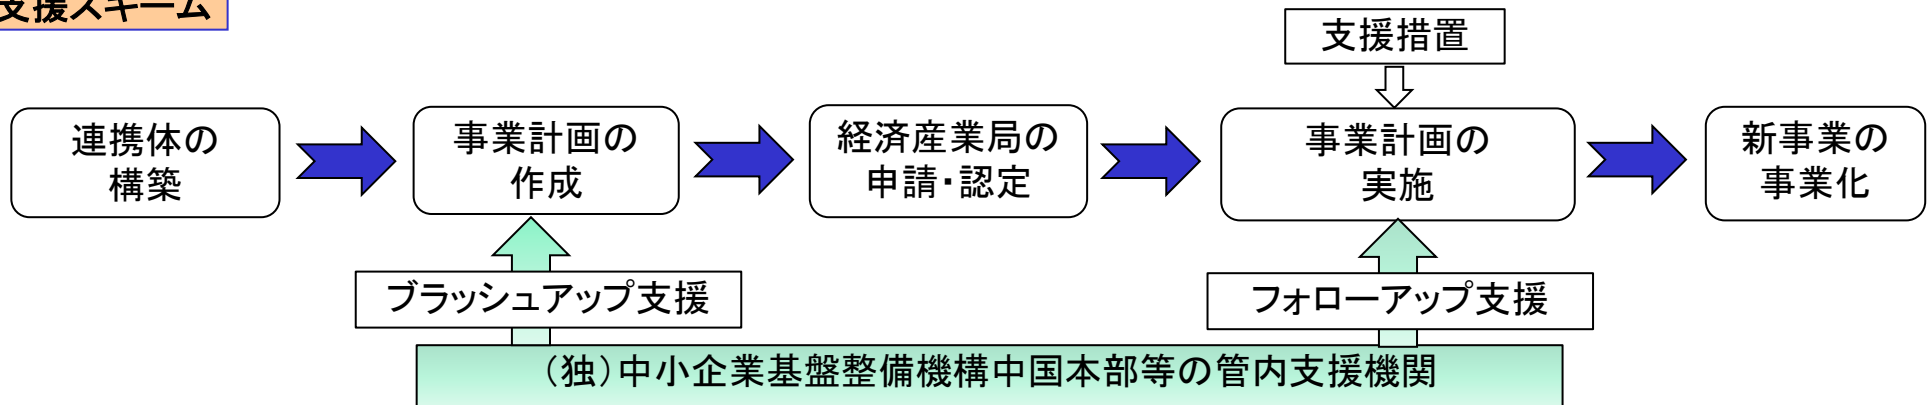 支援スキーム
支援措置
連携体の
構築
事業計画の
作成
経済産業局の
申請・認定
事業計画の
実施
新事業の
事業化
ブラッシュアップ支援
フォローアップ支援
（独）中小企業基盤整備機構中国本部等の管内支援機関